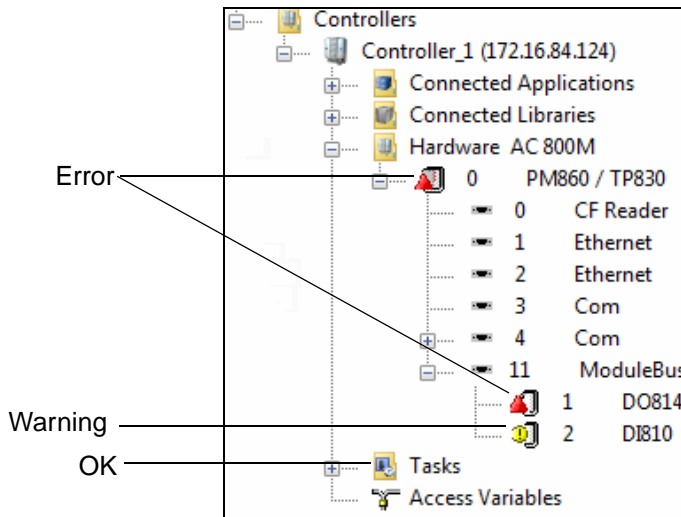 Controllers
Controller_1 (172.16.84.124)
Connected Applications
Connected Libraries
Hardware AC 800M
Error
0 PM860 / TP830
0 CF Reader
1 Ethernet
2 Ethernet
3 Com
4 Com
11 ModuleBus
1 DO814
Warning
2 DI810
OK
Tasks
Access Variables